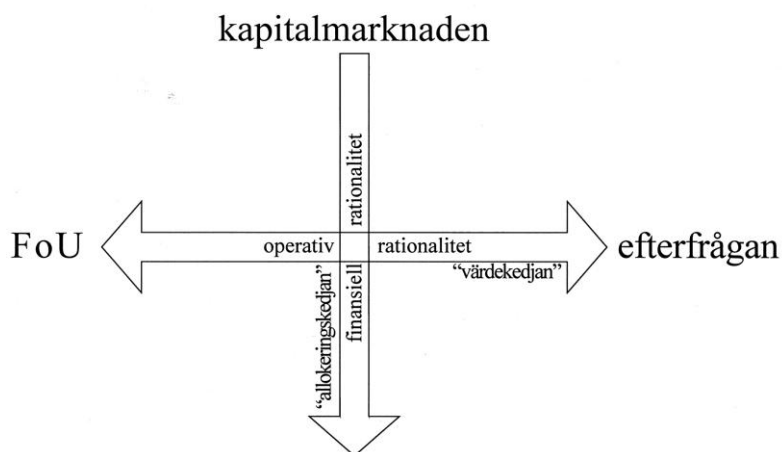 kapitalmarknaden
rationalitet
FoU
operativ
rationalitet
efterfrågan
“värdekedjan”
“allokeringskedjan”
finansiell